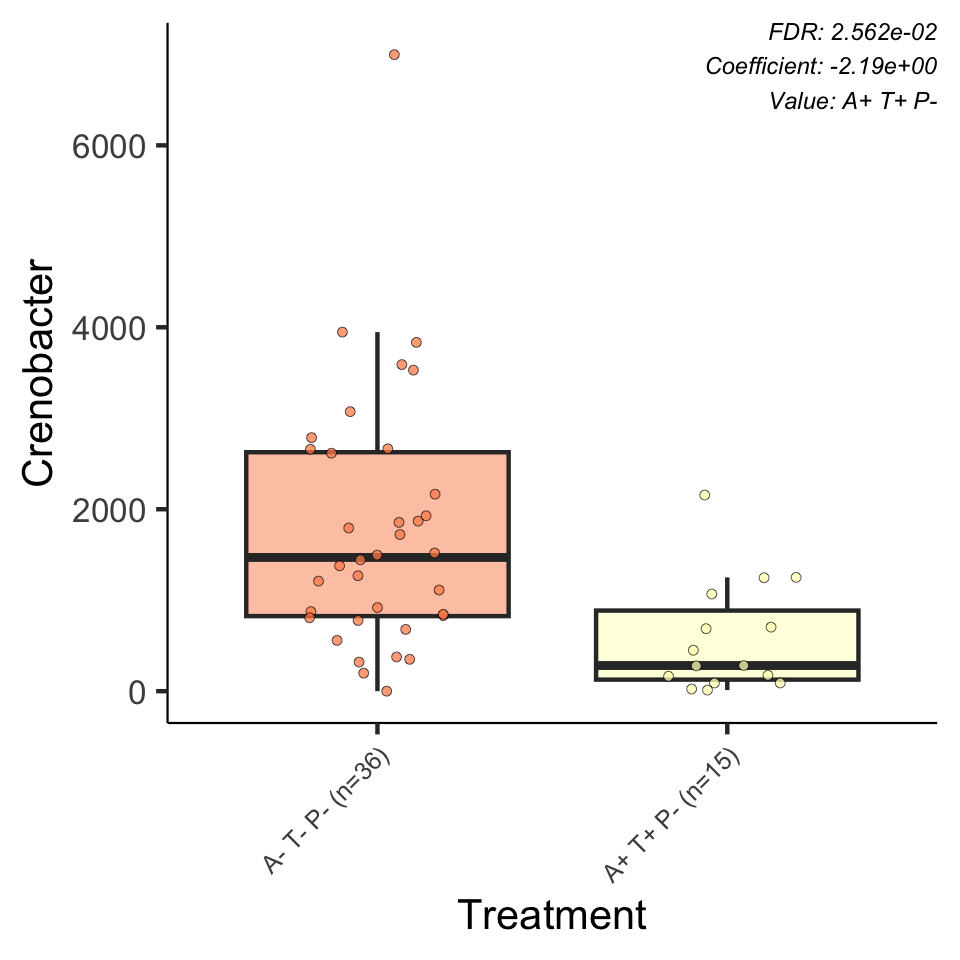 FDR: 2.562e-02
Coefficient: -2.19e+00
Value: A+ T+ P-
Crenobacter
6000
4000
2000
0
A- T- P- (n=36)
A+ T+ P- (n=15)
Treatment